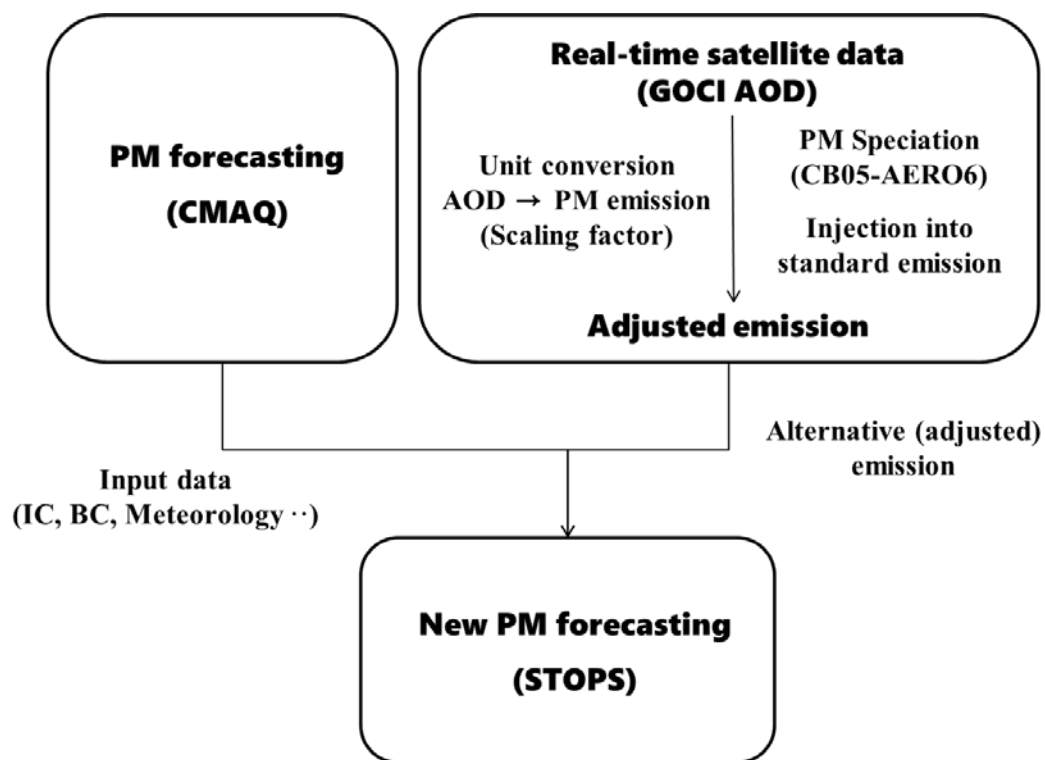 PM forecasting
(CMAQ)
Real-time satellite data
(GOCI AOD)
Unit conversion
AOD → PM emission
(Scaling factor)
PM Speciation
(CB05-AERO6)
Injection into
standard emission
Adjusted emission
Input data
(IC, BC, Meteorology ··)
Alternative (adjusted)
emission
New PM forecasting
(STOPS)